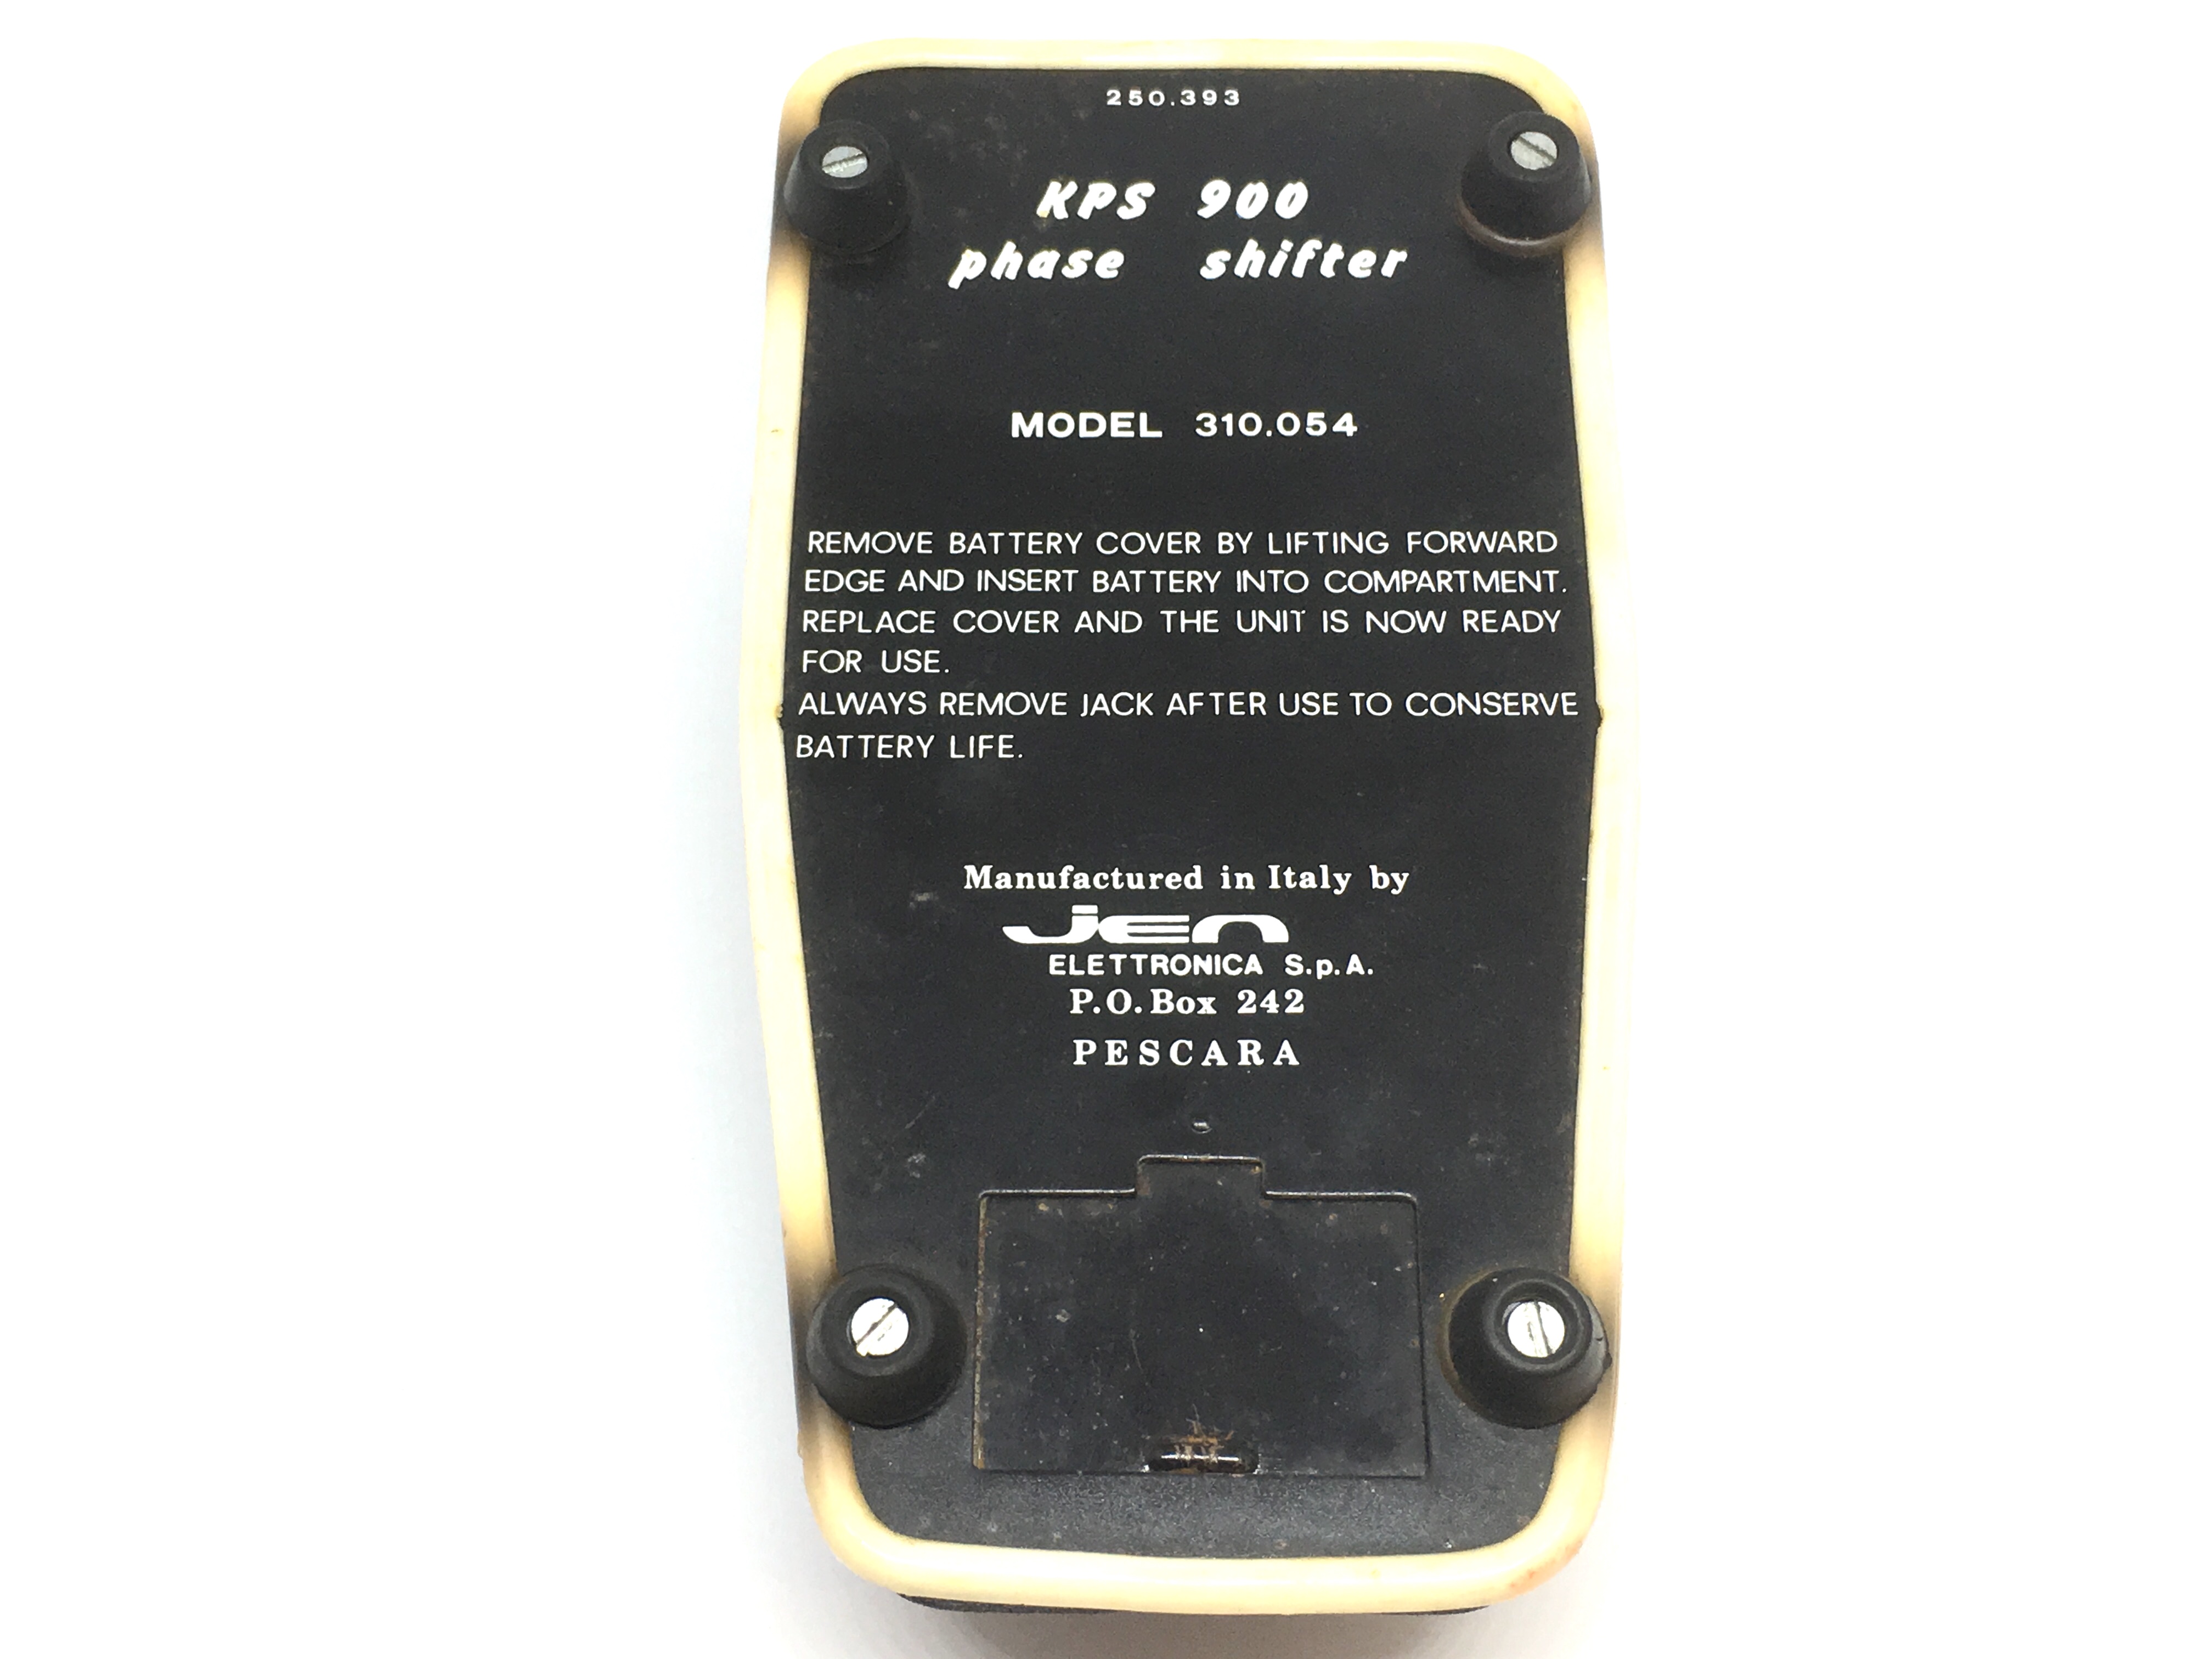 250.393
KPS 900
phase shifter
MODEL 310.054
REMOVE BATTERY COVER BY LIFTING FORWARD
EDGE AND INSERT BATTERY INTO COMPARTMENT.
REPLACE COVER AND THE UNIT IS NOW READY
FOR USE.
ALWAYS REMOVE JACK AFTER USE TO CONSERVE
BATTERY LIFE.
Manufactured in Italy by
jen
ELETTRONICA S.p.A.
P.O. Box 242
PESCARA